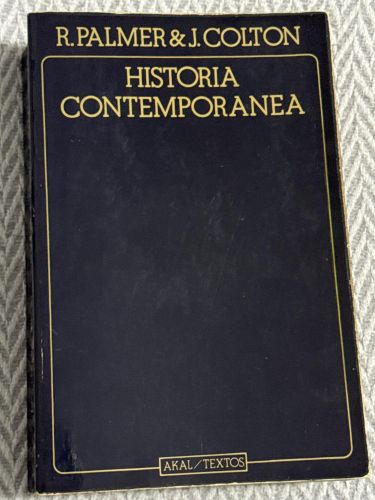 R. PALMER & J. COLTON
HISTORIA
CONTEMPORANEA
AKAL/TEXTOS